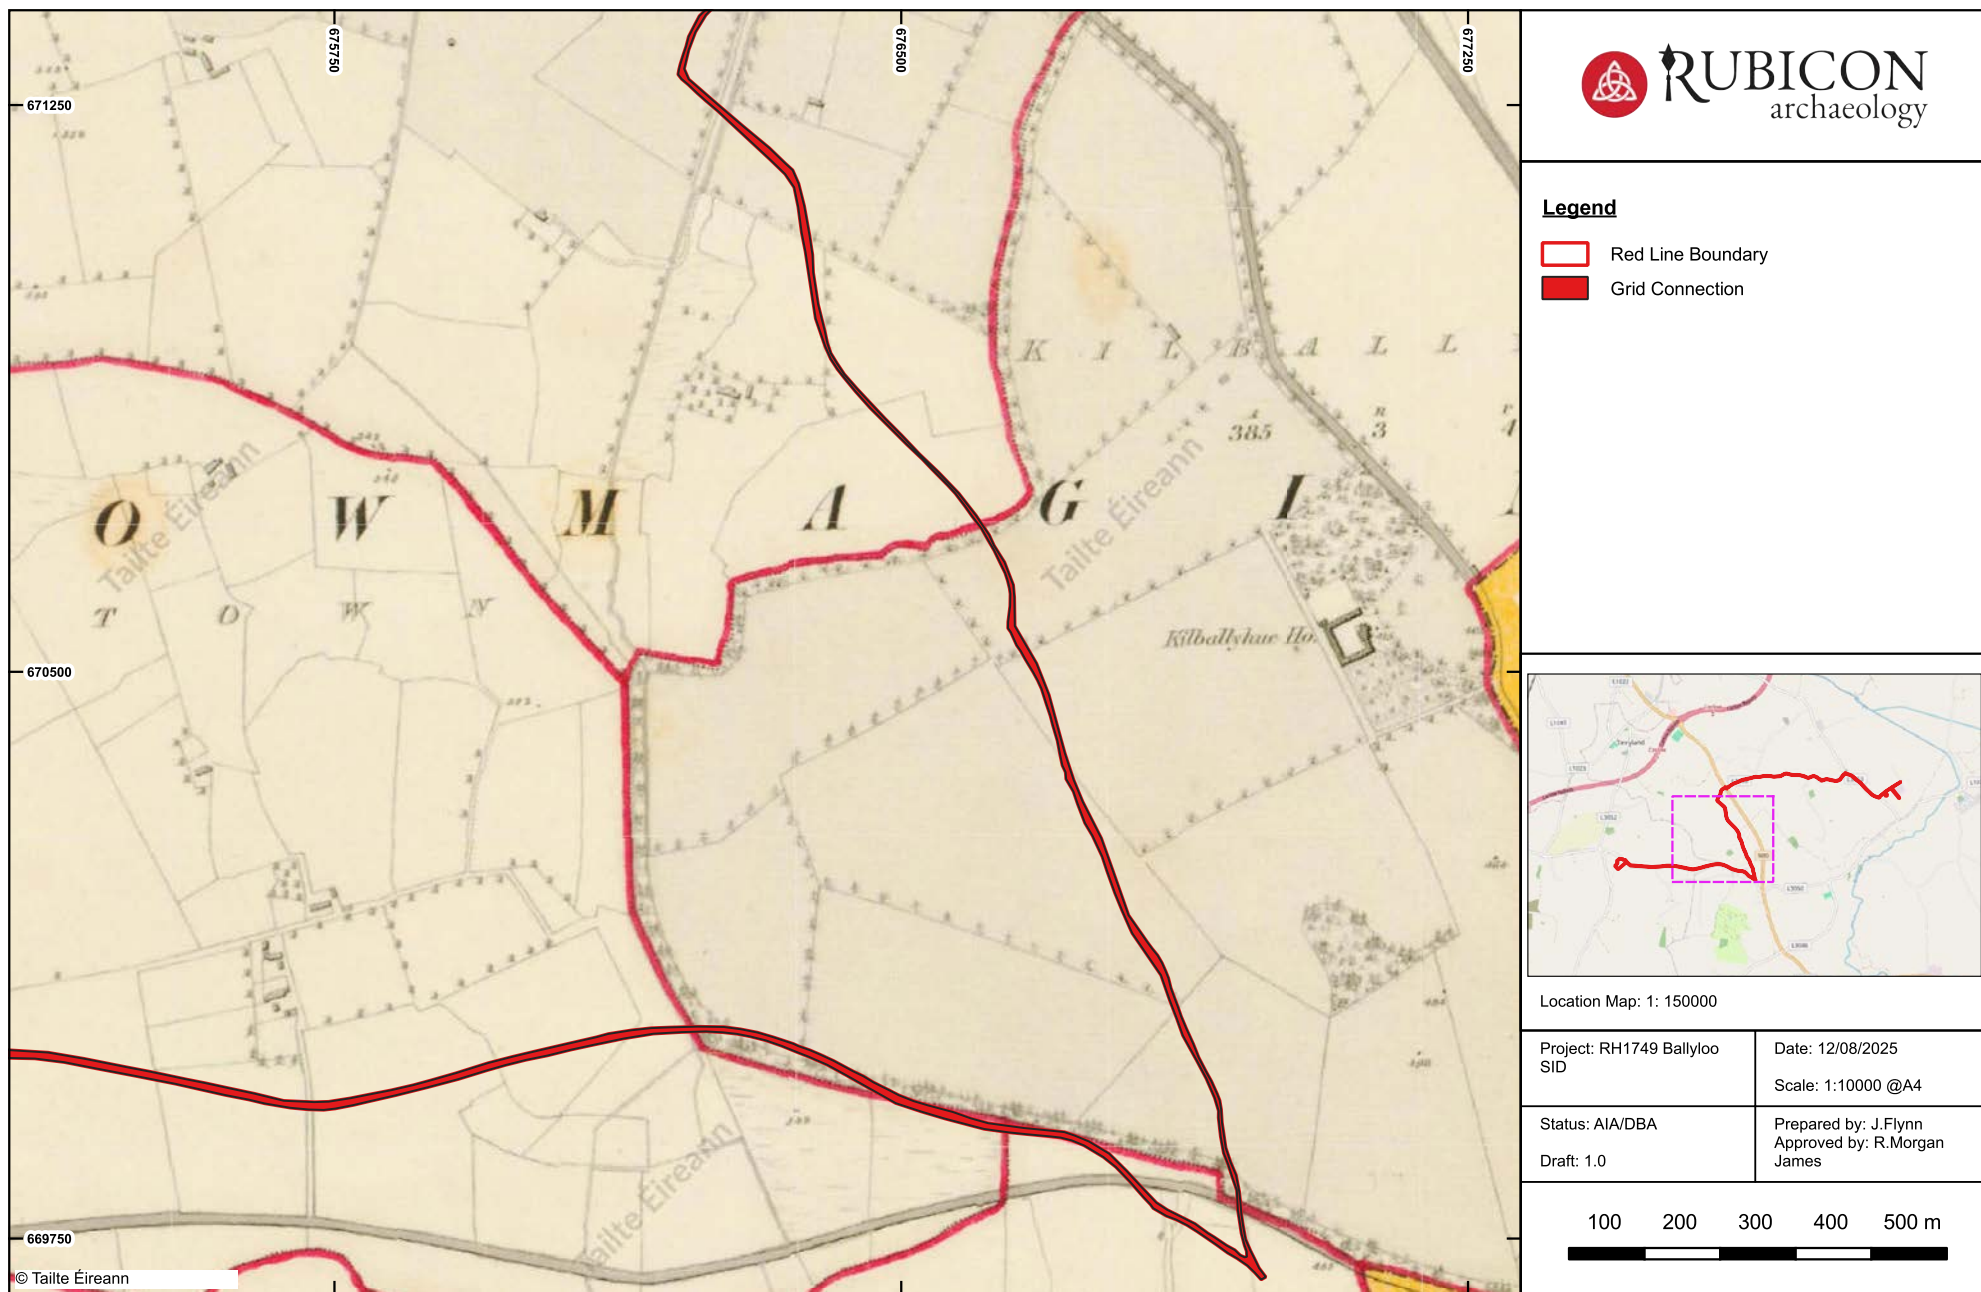 675750
676500
677250
671250
670500
669750
K I L B A L L
385
3
O W M A G I
T O W N
Kilballyhue Ho.
Tailte Éireann
Tailte Éireann
Tailte Éireann
© Tailte Éireann
RUBICON
archaeology
Legend
Red Line Boundary
Grid Connection
Location Map: 1: 150000
Project: RH1749 Ballyloo
SID
Date: 12/08/2025
Scale: 1:10000 @A4
Status: AIA/DBA
Draft: 1.0
Prepared by: J.Flynn
Approved by: R.Morgan
James
100 200 300 400 500 m